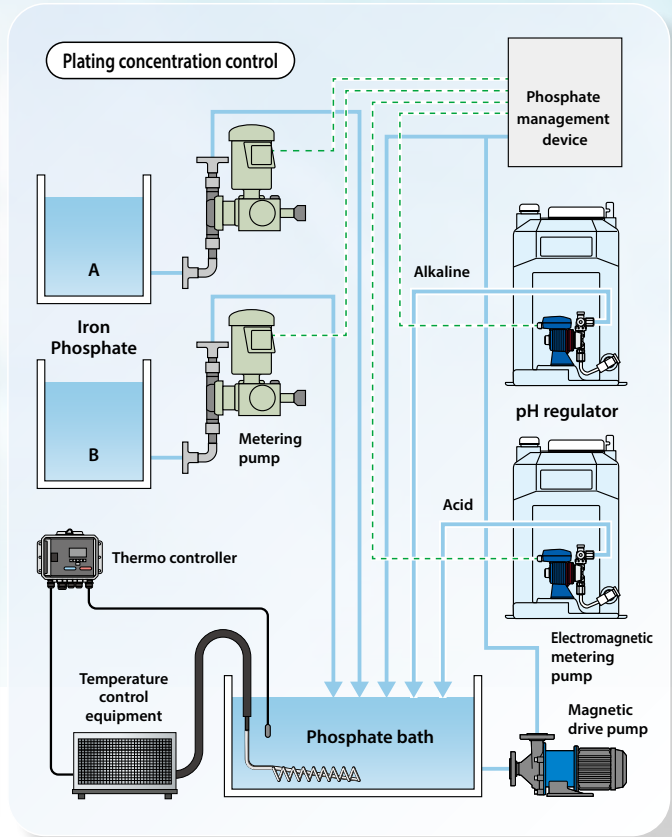 Plating concentration control
Phosphate
management
device
A
Alkaline
Iron
Phosphate
B
Metering
pump
pH regulator
Acid
Thermo controller
Electromagnetic
metering
pump
Temperature
control
equipment
Magnetic
drive pump
Phosphate bath